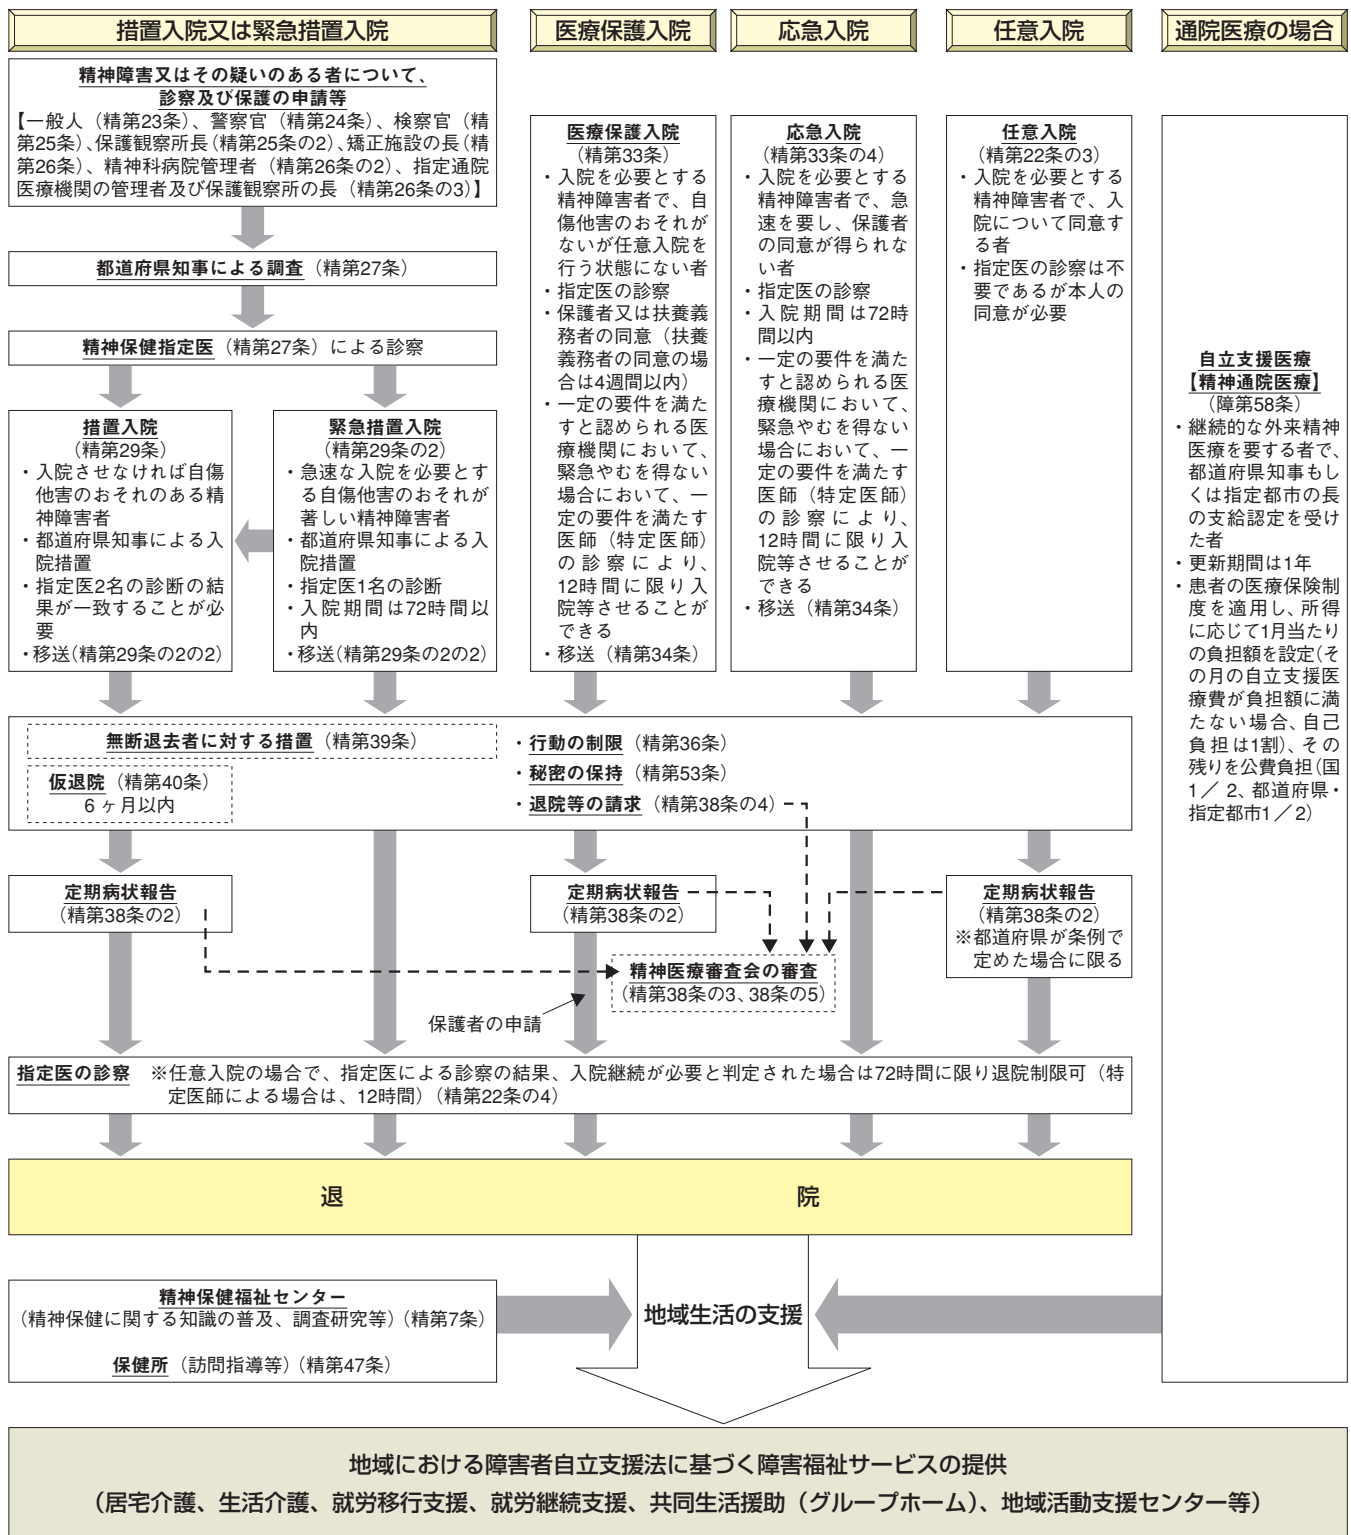 措置入院又は緊急措置入院
医療保護入院
応急入院
任意入院
通院医療の場合
精神障害又はその疑いのある者について、
診察及び保護の申請等
【一般人（精第23条）、警察官（精第24条）、検察官（精
第25条）、保護観察所長（精第25条の2）、矯正施設の長（精
第26条）、精神科病院管理者（精第26条の2）、指定通院
医療機関の管理者及び保護観察所の長（精第26条の3）】
都道府県知事による調査（精第27条）
精神保健指定医（精第27条）による診察
措置入院
（精第29条）
・入院させなければ自傷
他害のおそれのある精
神障害者
・都道府県知事による入
院措置
・指定医2名の診断の結
果が一致することが必
要
・移送（精第29条の2の2）
緊急措置入院
（精第29条の2）
・急速な入院を必要とす
る自傷他害のおそれが
著しい精神障害者
・都道府県知事による入
院措置
・指定医1名の診断
・入院期間は72時間以
内
・移送（精第29条の2の2）
医療保護入院
（精第33条）
・入院を必要とする
精神障害者で、自
傷他害のおそれが
ないが任意入院を
行う状態にない者
・指定医の診察
・保護者又は扶養義
務者の同意（扶養
義務者の同意の場
合は4週間以内）
・一定の要件を満た
すと認められる医
療機関において、
緊急やむを得ない
場合において、一
定の要件を満たす
医師（特定医師）
の診察により、
12時間に限り入
院等させることが
できる
・移送（精第34条）
応急入院
（精第33条の4）
・入院を必要とする
精神障害者で、急
速を要し、保護者
の同意が得られな
い者
・指定医の診察
・入院期間は72時
間以内
・一定の要件を満た
すと認められる医
療機関において、
緊急やむを得ない
場合において、一
定の要件を満たす
医師（特定医師）
の診察により、
12時間に限り入
院等させることが
できる
・移送（精第34条）
任意入院
（精第22条の3）
・入院を必要とする
精神障害者で、入
院について同意す
る者
・指定医の診察は不
要であるが本人の
同意が必要
自立支援医療
【精神通院医療】
（障第58条）
・継続的な外来精神
医療を要する者で、
都道府県知事もし
くは指定都市の長
の支給認定を受け
た者
・更新期間は1年
・患者の医療保険制
度を適用し、所得
に応じて1月当たり
の負担額を設定（そ
の月の自立支援医
療費が負担額に満
たない場合、自己
負担は1割）、その
残りを公費負担（国
1／2、都道府県・
指定都市1／2）
無断退去者に対する措置（精第39条）
仮退院（精第40条）
6ヶ月以内
・行動の制限（精第36条）
・秘密の保持（精第53条）
・退院等の請求（精第38条の4）
定期病状報告
（精第38条の2）
定期病状報告
（精第38条の2）
定期病状報告
（精第38条の2）
※都道府県が条例で
定めた場合に限る
精神医療審査会の審査
（精第38条の3、38条の5）
保護者の申請
指定医の診察　※任意入院の場合で、指定医による診察の結果、入院継続が必要と判定された場合は72時間に限り退院制限可（特
定医師による場合は、12時間）（精第22条の4）
退　院
精神保健福祉センター
（精神保健に関する知識の普及、調査研究等）（精第7条）
保健所（訪問指導等）（精第47条）
地域生活の支援
地域における障害者自立支援法に基づく障害福祉サービスの提供
（居宅介護、生活介護、就労移行支援、就労継続支援、共同生活援助（グループホーム）、地域活動支援センター等）